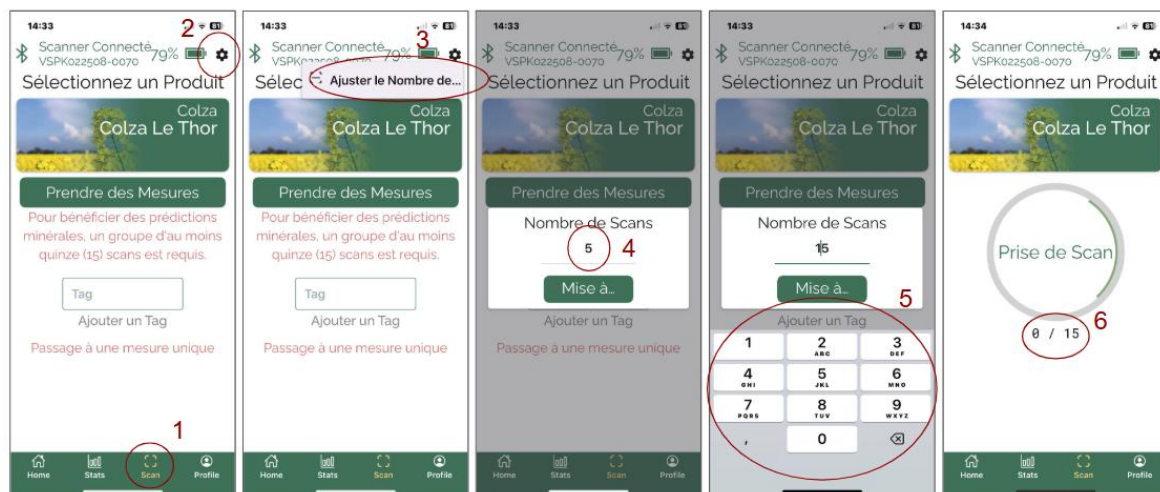 14:33
61
2
Scanner Connecté
VSPK022508-0070
79%
Sélectionnez un Produit
Colza
Colza Le Thor
Prendre des Mesures
Pour bénéficier des prédictions
minérales, un groupe d'au moins
quinze (15) scans est requis.
Tag
Ajouter un Tag
Passage à une mesure unique
1
Home
Stats
Scan
Profile
14:33
61
3
Scanner Connecté
VSPK022508-0070
79%
Ajuster le Nombre de...
Sélec
Colza
Colza Le Thor
Prendre des Mesures
Pour bénéficier des prédictions
minérales, un groupe d'au moins
quinze (15) scans est requis.
Tag
Ajouter un Tag
Passage à une mesure unique
Home
Stats
Scan
Profile
14:33
61
Scanner Connecté
VSPK022508-0070
79%
Sélectionnez un Produit
Colza
Colza Le Thor
Prendre des Mesures
Nombre de Scans
5
4
Mise à...
Ajouter un Tag
Passage à une mesure unique
Home
Stats
Scan
Profile
14:33
61
Scanner Connecté
VSPK022508-0070
79%
Sélectionnez un Produit
Colza
Colza Le Thor
Prendre des Mesures
Nombre de Scans
15
Mise à...
5
Ajouter un Tag
1
2
ABC
3
DEF
4
GHI
5
JKL
6
MNO
7
PQRS
8
TUV
9
WXYZ
,
0
14:34
61
Scanner Connecté
VSPK022508-0070
79%
Sélectionnez un Produit
Colza
Colza Le Thor
Prise de Scan
6
0 / 15
Home
Stats
Scan
Profile